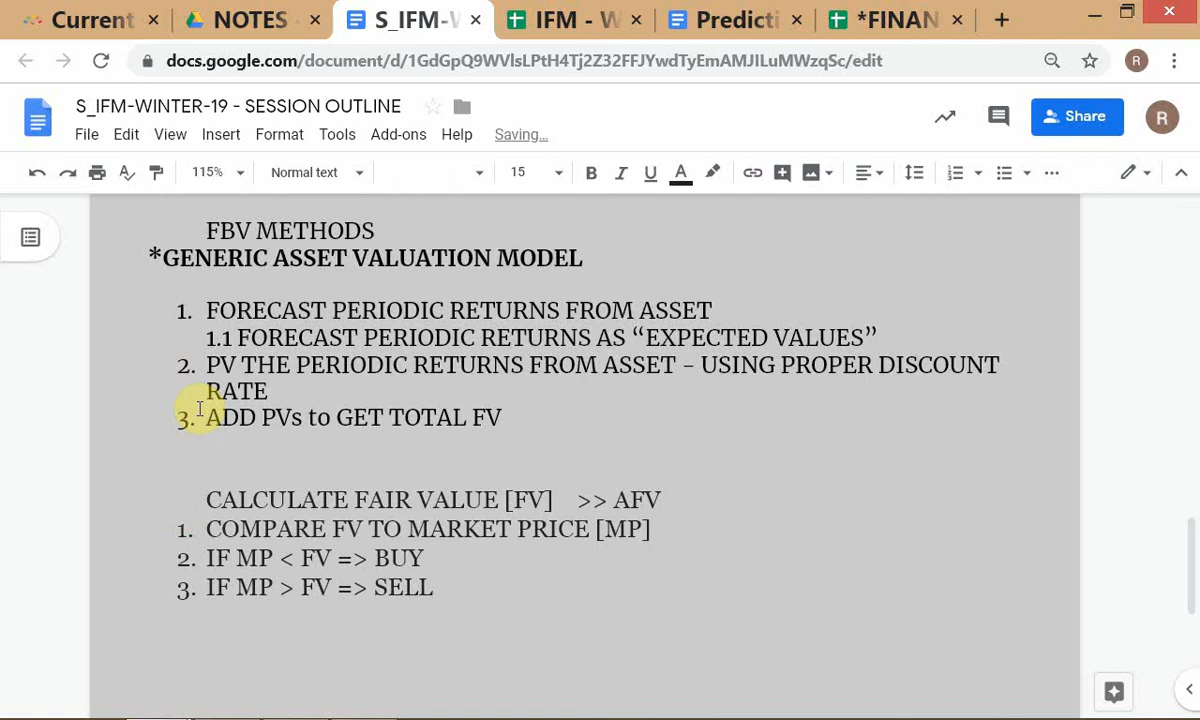 Current
NOTES -
S_IFM-W
IFM - W
Predicti
*FINAN
docs.google.com/document/d/1GdGpQ9WVlsLPtH4Tj2Z32FFJYwdTyEmAMJILuMWzqSc/edit
R
S_IFM-WINTER-19 - SESSION OUTLINE
File Edit View Insert Format Tools Add-ons Help Saving...
Share
R
115% Normal text 15 B I U A
FBV METHODS
*GENERIC ASSET VALUATION MODEL
1. FORECAST PERIODIC RETURNS FROM ASSET
1.1 FORECAST PERIODIC RETURNS AS “EXPECTED VALUES”
2. PV THE PERIODIC RETURNS FROM ASSET - USING PROPER DISCOUNT
RATE
3. ADD PVs to GET TOTAL FV
CALCULATE FAIR VALUE [FV] >> AFV
1. COMPARE FV TO MARKET PRICE [MP]
2. IF MP < FV => BUY
3. IF MP > FV => SELL